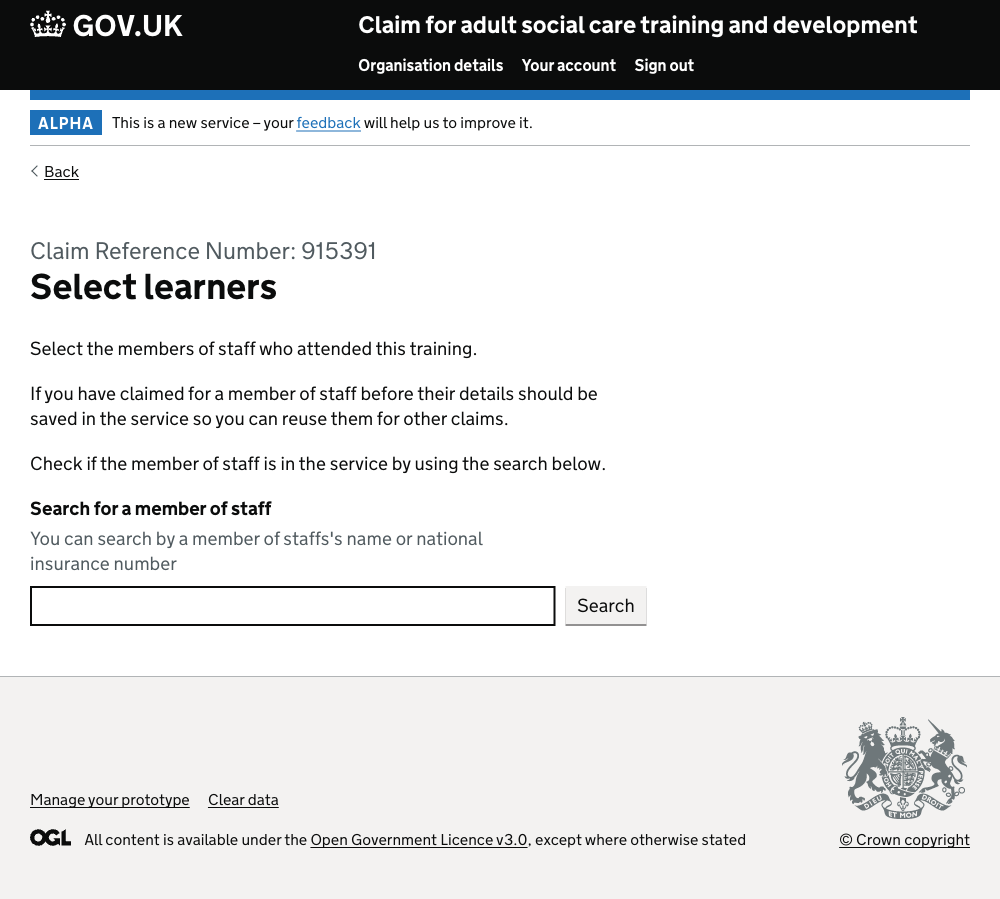 GOV.UK
Claim for adult social care training and development
Organisation details Your account Sign out
ALPHA This is a new service – your feedback will help us to improve it.
Back
Claim Reference Number: 915391
Select learners
Select the members of staff who attended this training.
If you have claimed for a member of staff before their details should be
saved in the service so you can reuse them for other claims.
Check if the member of staff is in the service by using the search below.
Search for a member of staff
You can search by a member of staffs's name or national
insurance number
Search
Manage your prototype Clear data
OGL All content is available under the Open Government Licence v3.0, except where otherwise stated
DIEU ET MON DROIT
© Crown copyright